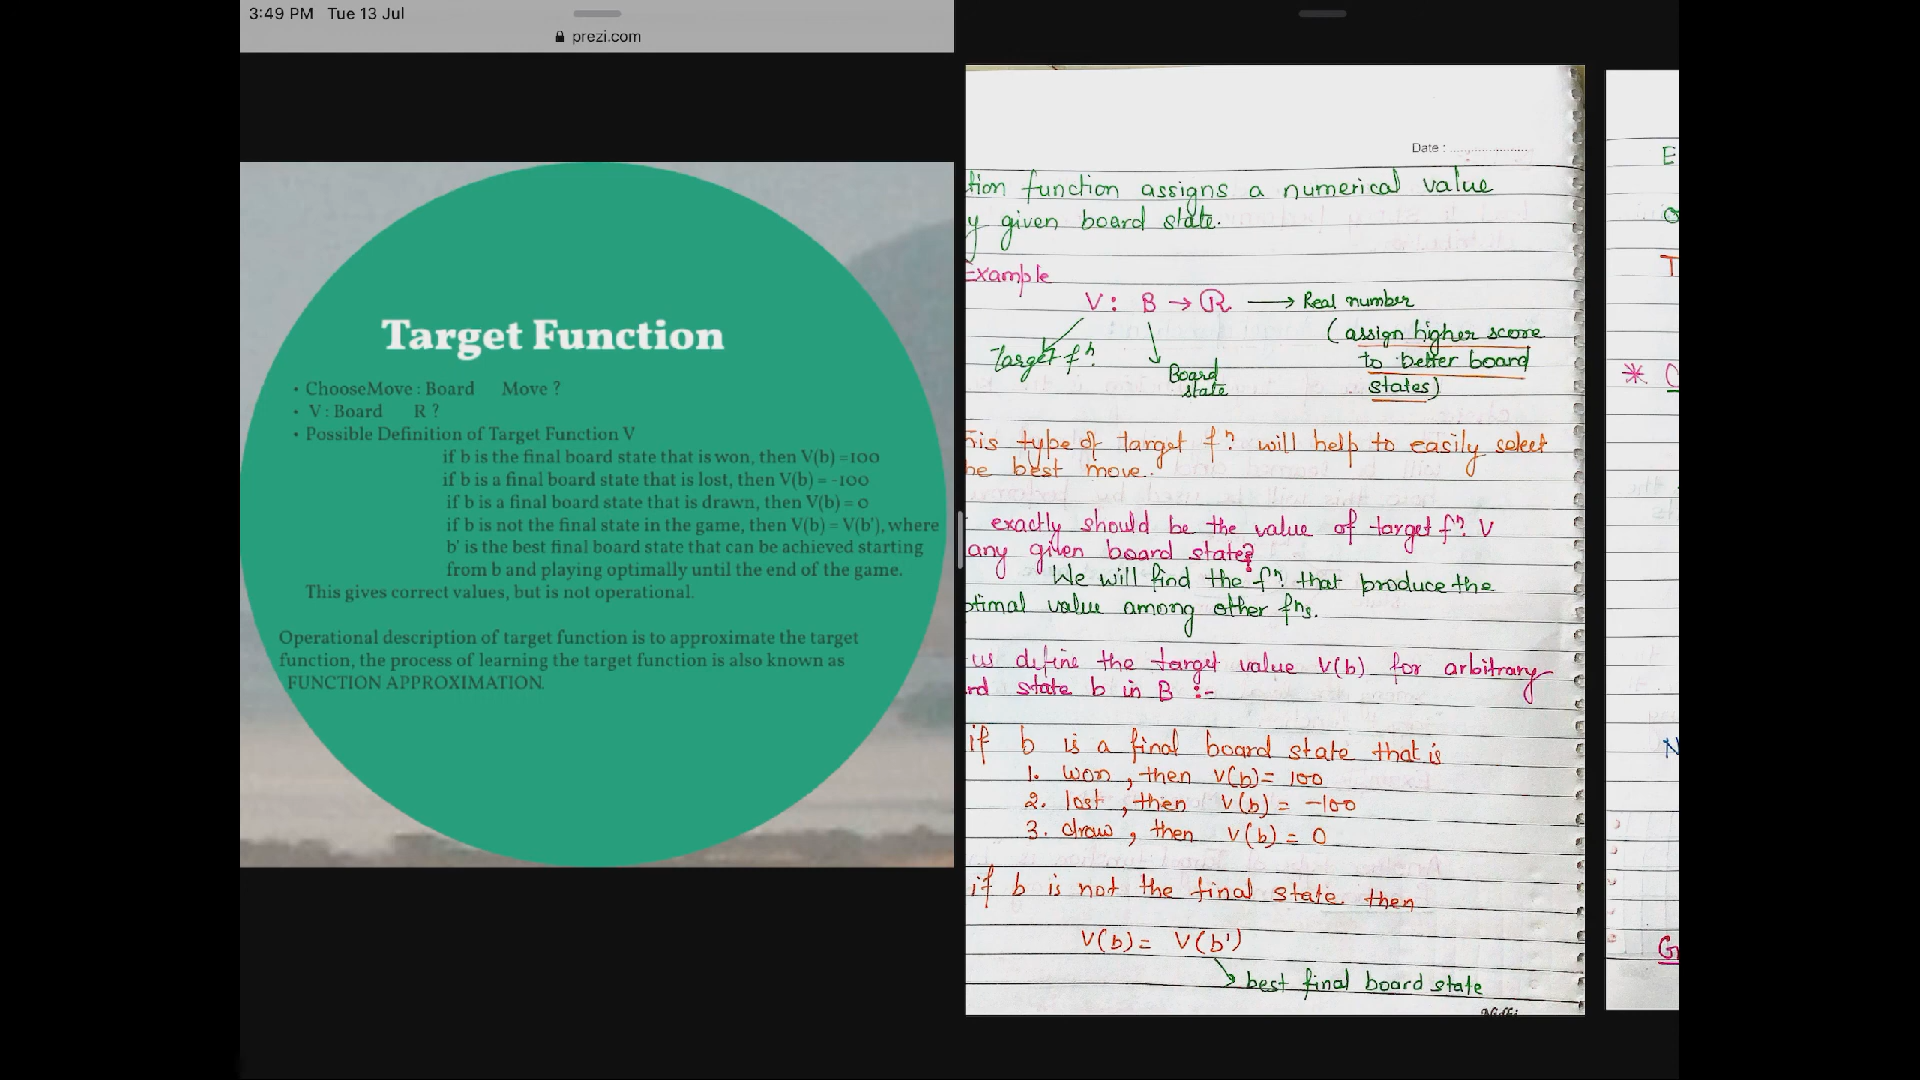 3:49 PM Tue 13 Jul
prezi.com
Target Function
• ChooseMove : Board Move ?
• V : Board R ?
• Possible Definition of Target Function V
if b is the final board state that is won, then V(b) =100
if b is a final board state that is lost, then V(b) = -100
if b is a final board state that is drawn, then V(b) = 0
if b is not the final state in the game, then V(b) = V(b'), where
b' is the best final board state that can be achieved starting
from b and playing optimally until the end of the game.
This gives correct values, but is not operational.
Operational description of target function is to approximate the target
function, the process of learning the target function is also known as
FUNCTION APPROXIMATION.
Date :
tion function assigns a numerical value
y given board state.
Example
V : B → R → Real number
(assign higher score
Target fn.
to better board
Board
state
states)
his type of target fn. will help to easily select
he best move.
exactly should be the value of target fn. V
any given board state?
We will find the fn. that produce the
ptimal value among other fns.
us define the target value V(b) for arbitrary
rd state b in B :-
if b is a final board state that is
1. won , then V(b) = 100
2. lost , then V(b) = -100
3. draw , then V(b) = 0
if b is not the final state then
V(b) = V(b')
best final board state
E
T
* C
N
G